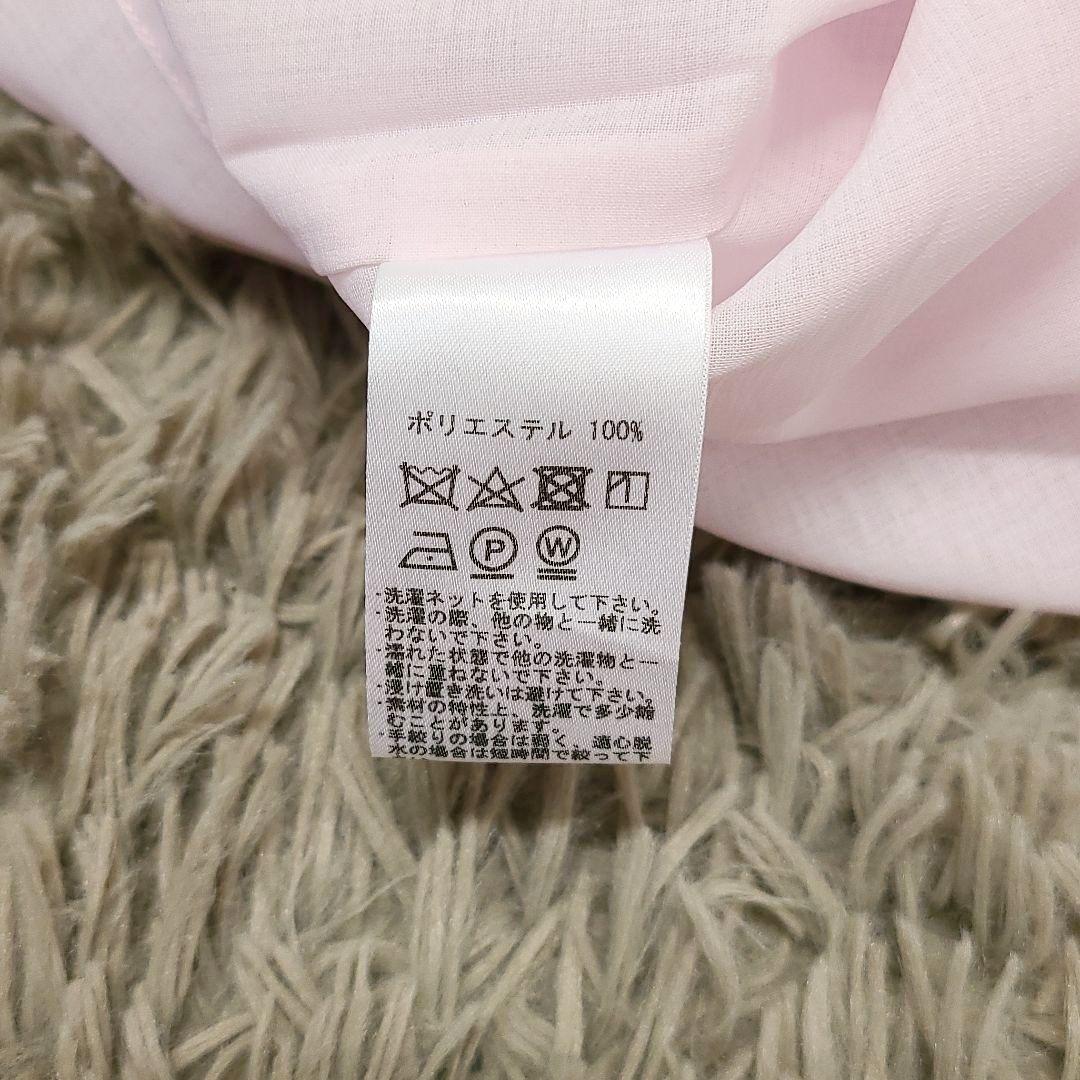 ポリエステル 100%
P W
・洗濯ネットを使用して下さい。
・洗濯の際、他の物と一緒に洗
わないで下さい。
・濡れた状態で他の洗濯物と一
緒に重ねないで下さい。
・浸け置き洗いは避けて下さい。
・素材の特性上、洗濯で多少縮
むことがあります。
・手絞りの場合は軽く、遠心脱
水の場合は短時間で絞って下